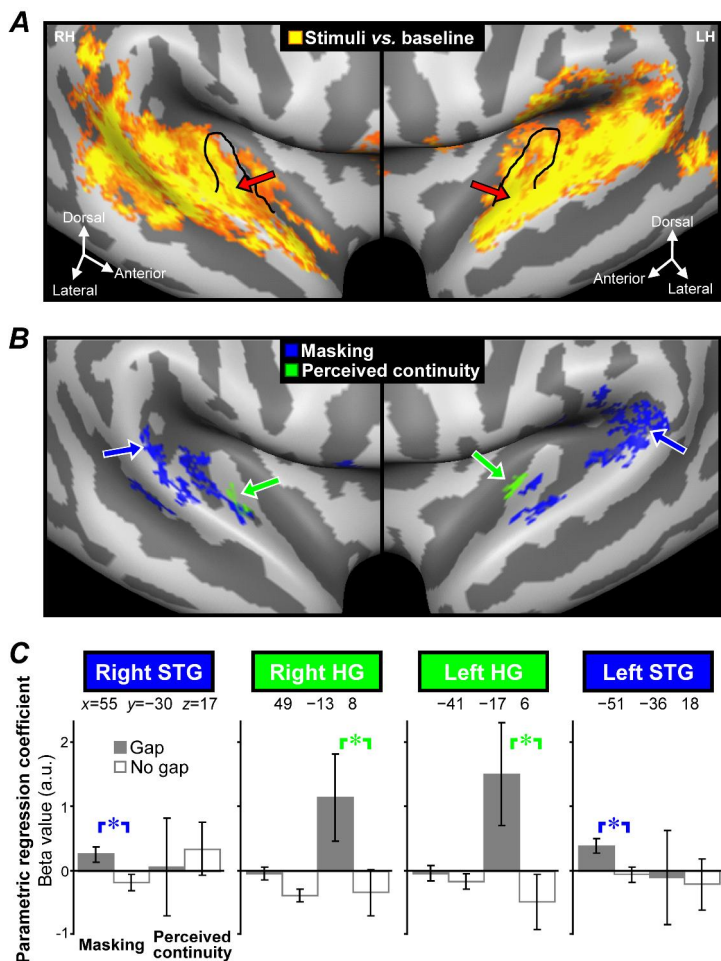 A
RH
Stimuli vs. baseline
LH
Dorsal
Anterior
Lateral
Dorsal
Anterior
Lateral
B
Masking
Perceived continuity
C
Right STG
Right HG
Left HG
Left STG
x=55 y=−30 z=17
49 −13 8
−41 −17 6
−51 −36 18
Parametric regression coefficient
Beta value (a.u.)
2
1
0
-1
Gap
No gap
*
*
*
*
Masking
Perceived
continuity